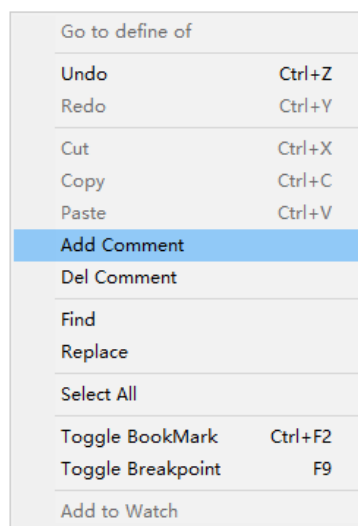 Go to define of
Undo Ctrl+Z
Redo Ctrl+Y
Cut Ctrl+X
Copy Ctrl+C
Paste Ctrl+V
Add Comment
Del Comment
Find
Replace
Select All
Toggle BookMark Ctrl+F2
Toggle Breakpoint F9
Add to Watch